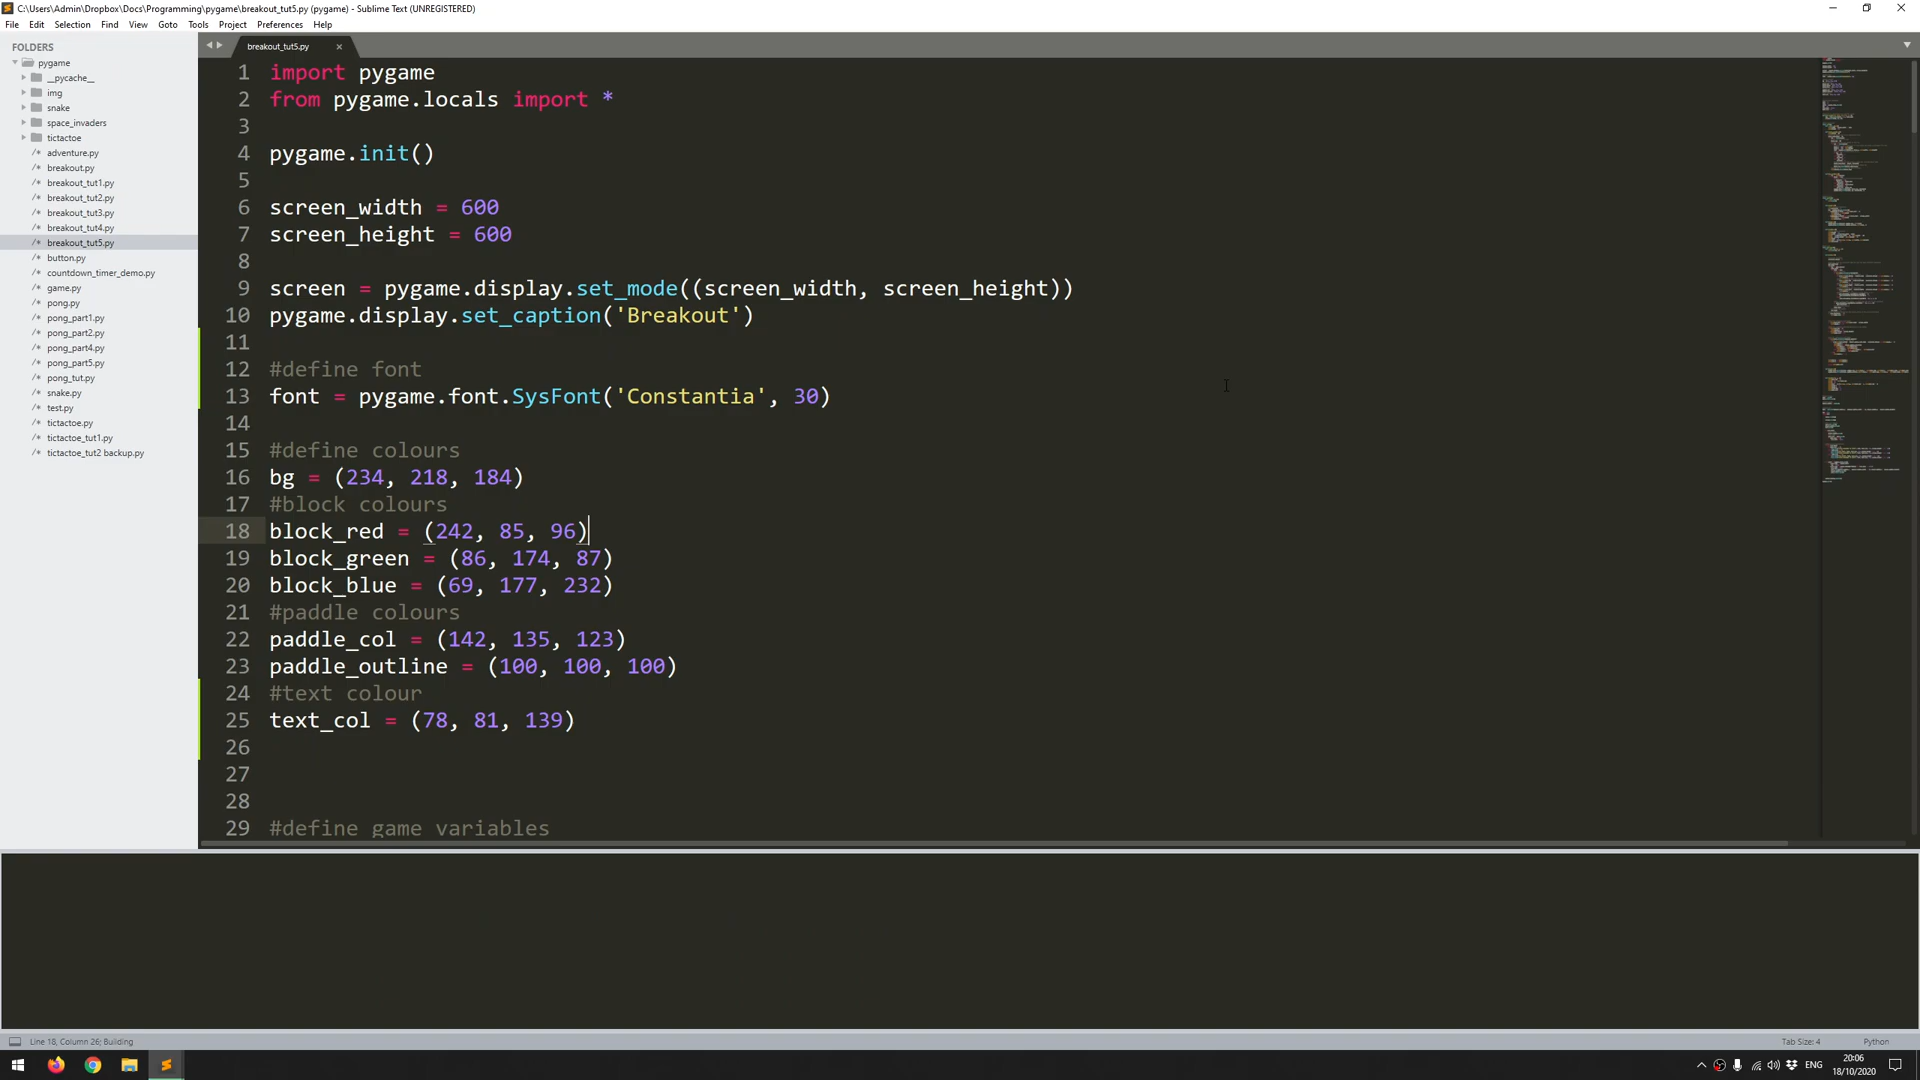 C:\Users\Admin\Dropbox\Docs\Programming\pygame\breakout_tut5.py (pygame) - Sublime Text (UNREGISTERED)
File Edit Selection Find View Goto Tools Project Preferences Help
FOLDERS
pygame
__pycache__
img
snake
space_invaders
tictactoe
/* adventure.py
/* breakout.py
/* breakout_tut1.py
/* breakout_tut2.py
/* breakout_tut3.py
/* breakout_tut4.py
/* breakout_tut5.py
/* button.py
/* countdown_timer_demo.py
/* game.py
/* pong.py
/* pong_part1.py
/* pong_part2.py
/* pong_part4.py
/* pong_part5.py
/* pong_tut.py
/* snake.py
/* test.py
/* tictactoe.py
/* tictactoe_tut1.py
/* tictactoe_tut2 backup.py
breakout_tut5.py
1 import pygame
2 from pygame.locals import *
3
4 pygame.init()
5
6 screen_width = 600
7 screen_height = 600
8
9 screen = pygame.display.set_mode((screen_width, screen_height))
10 pygame.display.set_caption('Breakout')
11
12 #define font
13 font = pygame.font.SysFont('Constantia', 30)
14
15 #define colours
16 bg = (234, 218, 184)
17 #block colours
18 block_red = (242, 85, 96)
19 block_green = (86, 174, 87)
20 block_blue = (69, 177, 232)
21 #paddle colours
22 paddle_col = (142, 135, 123)
23 paddle_outline = (100, 100, 100)
24 #text colour
25 text_col = (78, 81, 139)
26
27
28
29 #define game variables
Line 18, Column 26; Building
Tab Size: 4
Python
ENG
20:06
18/10/2020